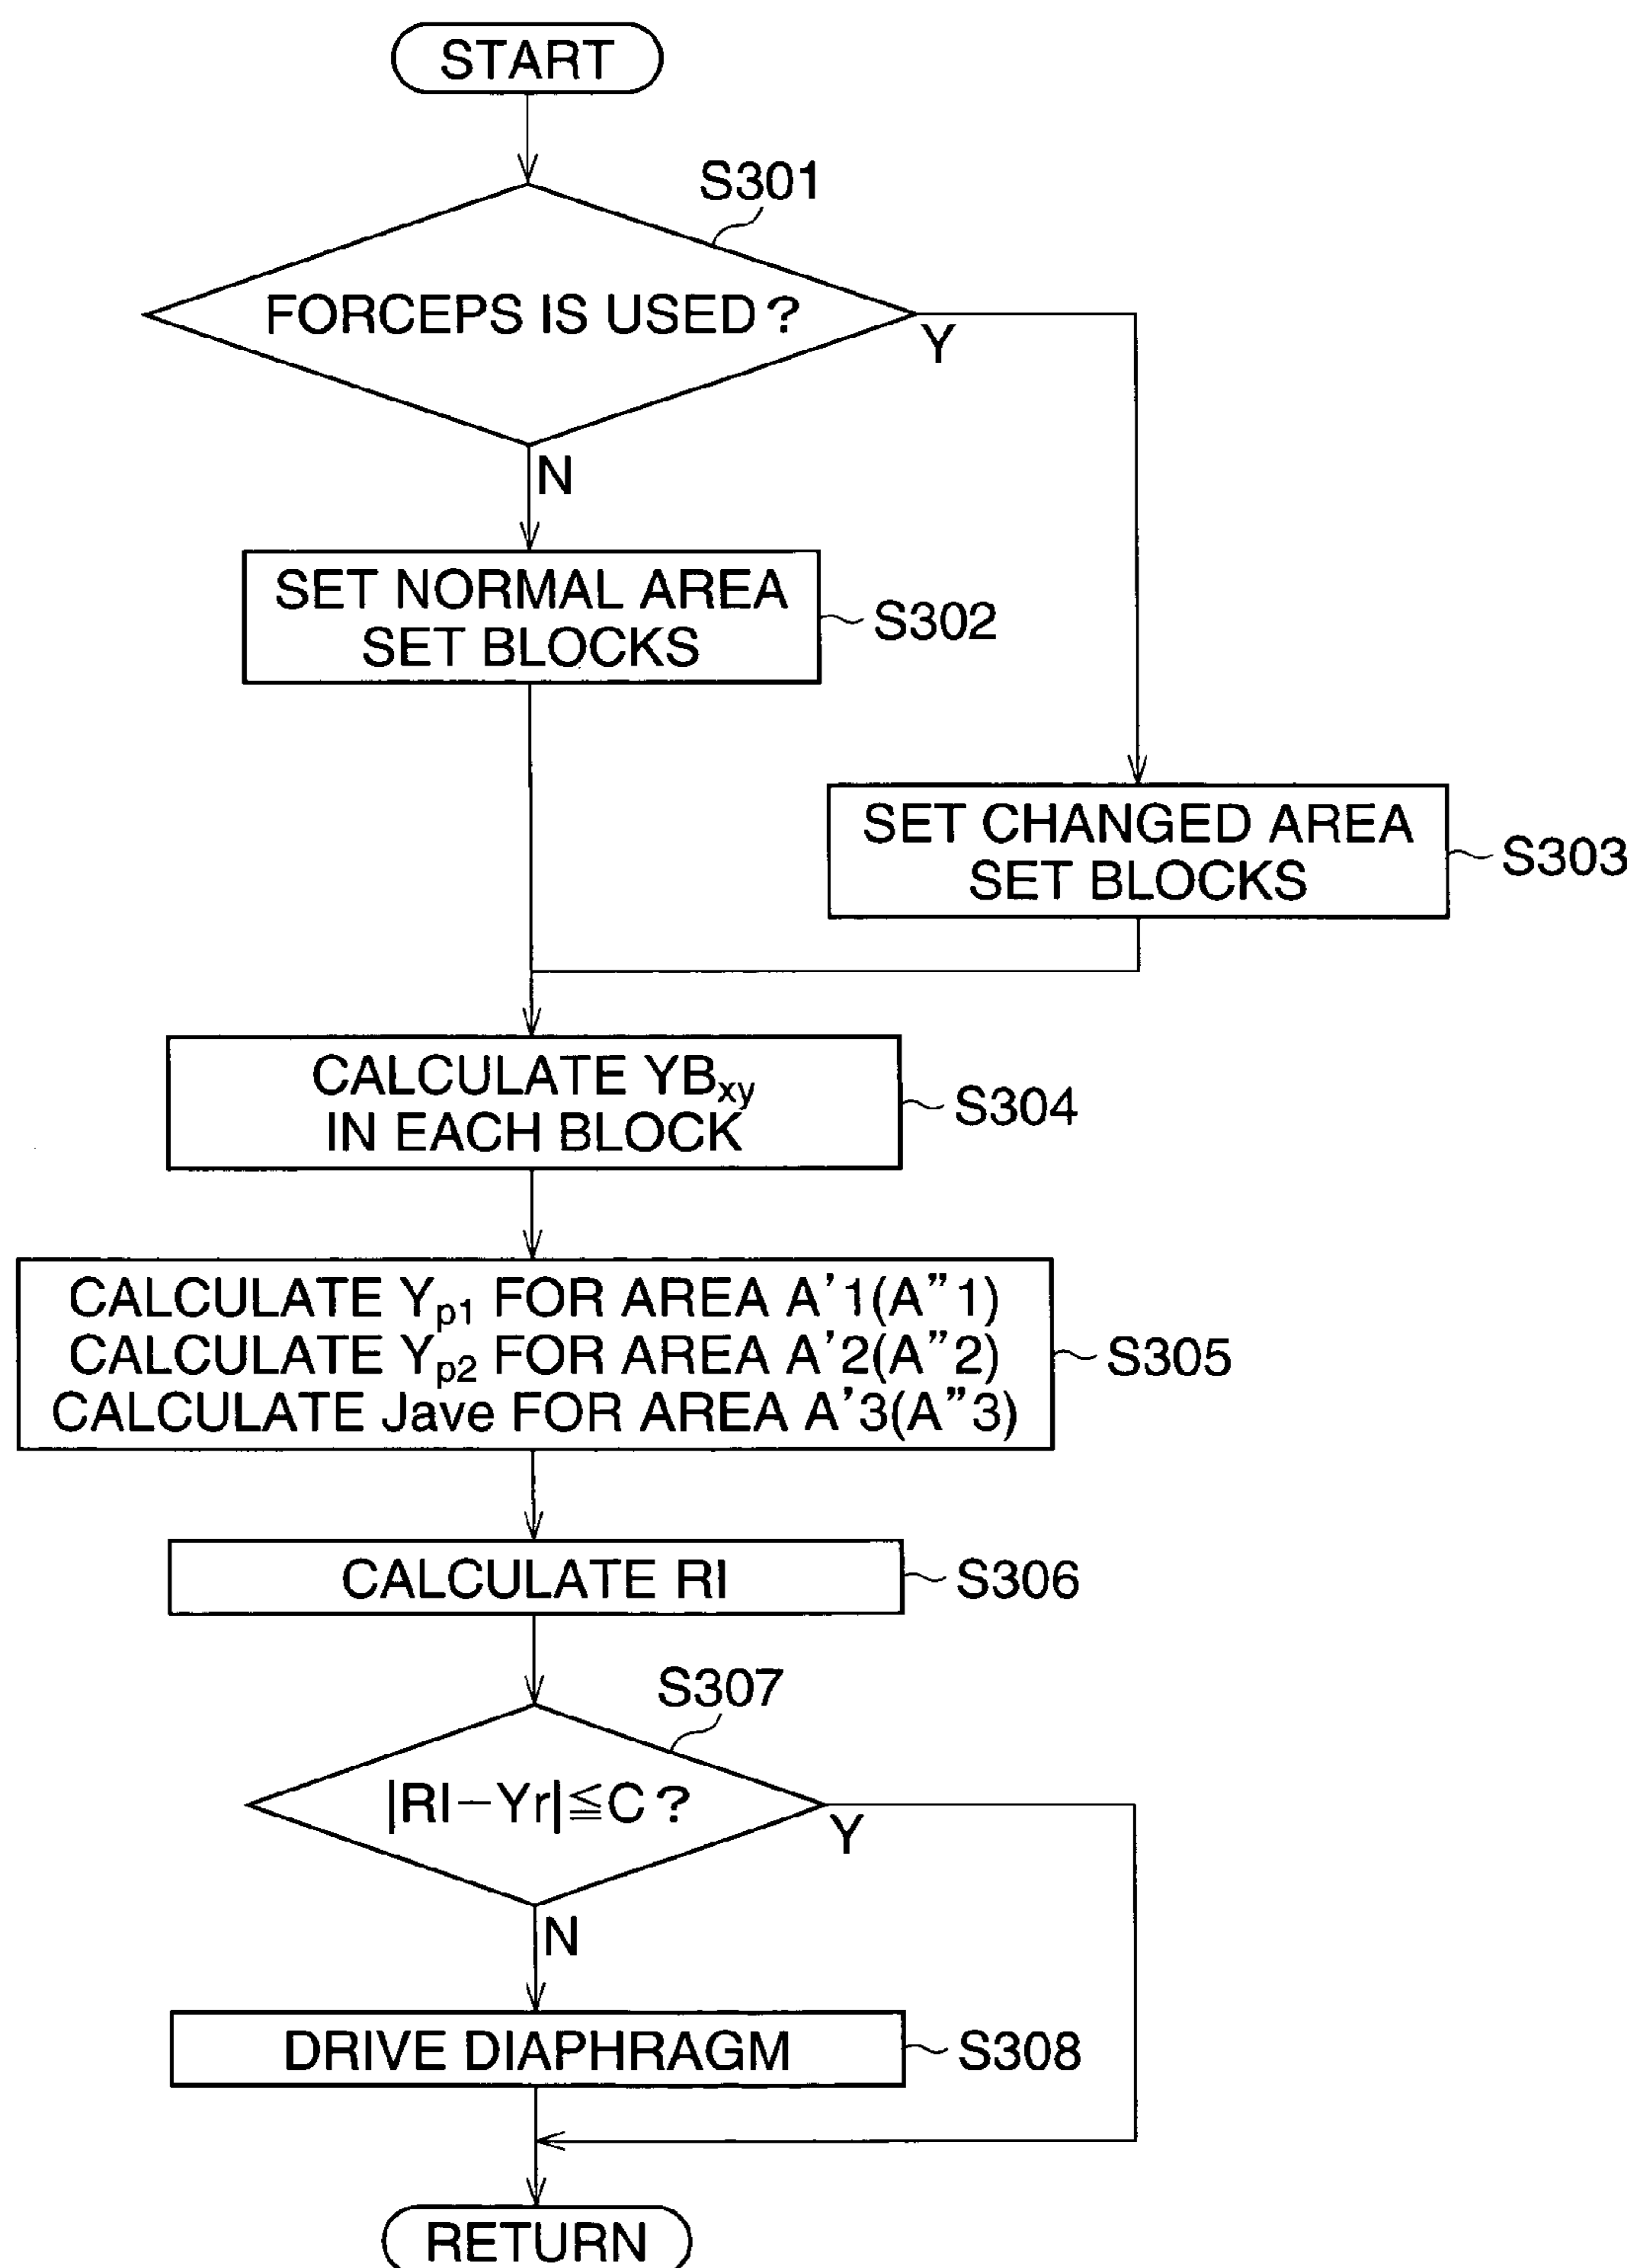 START
S301
FORCEPS IS USED ?
Y
N
SET NORMAL AREA
SET BLOCKS
S302
SET CHANGED AREA
SET BLOCKS
S303
CALCULATE YBxy
IN EACH BLOCK
S304
CALCULATE Yp1 FOR AREA A'1(A"1)
CALCULATE Yp2 FOR AREA A'2(A"2)
CALCULATE Jave FOR AREA A'3(A"3)
S305
CALCULATE RI
S306
S307
|RI−Yr|≦C ?
Y
N
DRIVE DIAPHRAGM
S308
RETURN